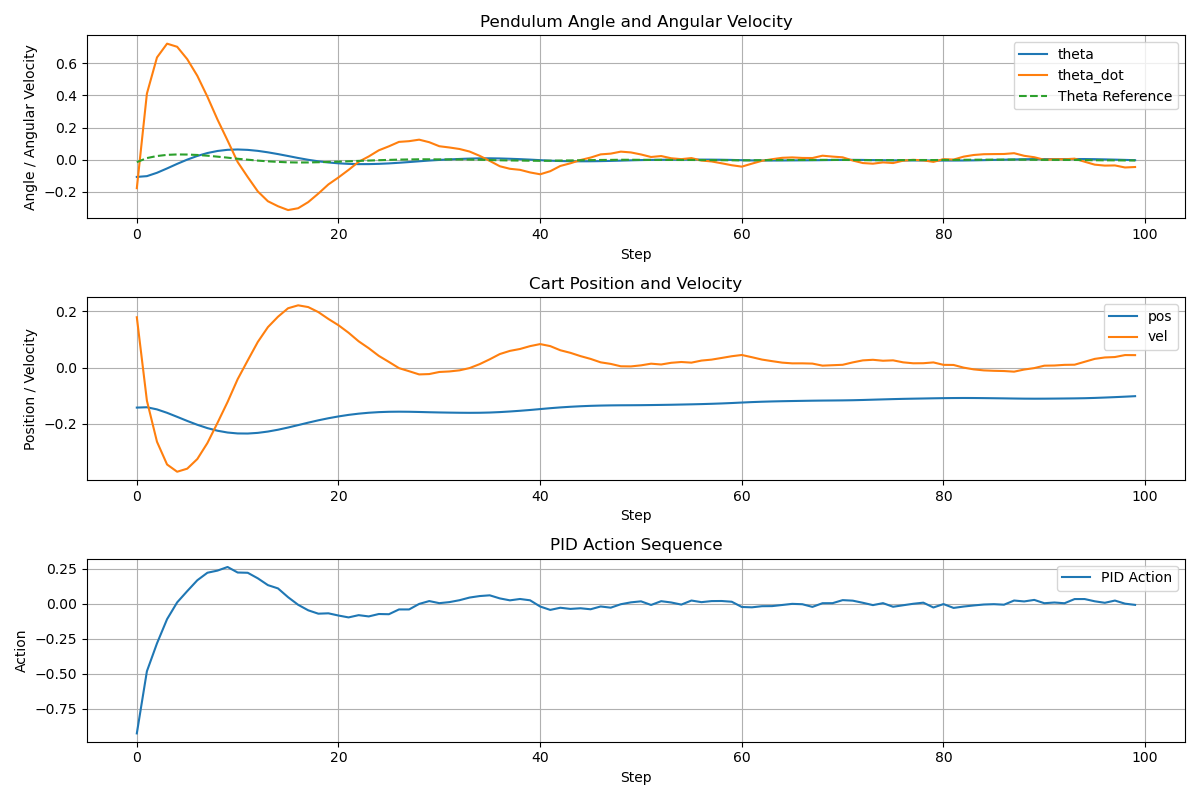 Pendulum Angle and Angular Velocity
Angle / Angular Velocity
0.6
0.4
0.2
0.0
−0.2
theta
theta_dot
Theta Reference
0 20 40 60 80 100
Step
Cart Position and Velocity
Position / Velocity
0.2
0.0
−0.2
pos
vel
0 20 40 60 80 100
Step
PID Action Sequence
Action
0.25
0.00
−0.25
−0.50
−0.75
PID Action
0 20 40 60 80 100
Step